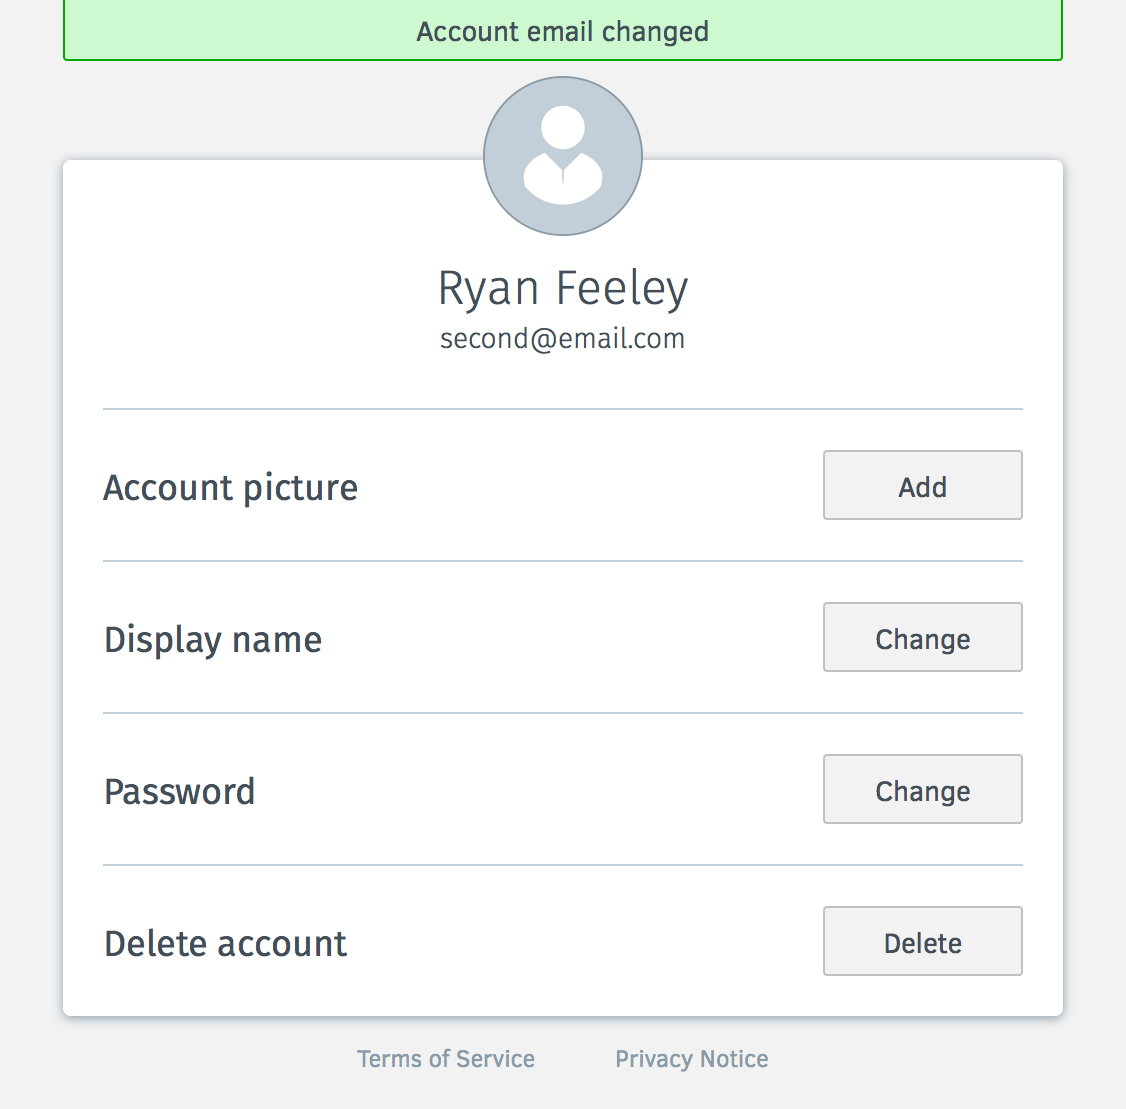 Account email changed
Ryan Feeley
second@email.com
Account picture
Add
Display name
Change
Password
Change
Delete account
Delete
Terms of Service
Privacy Notice